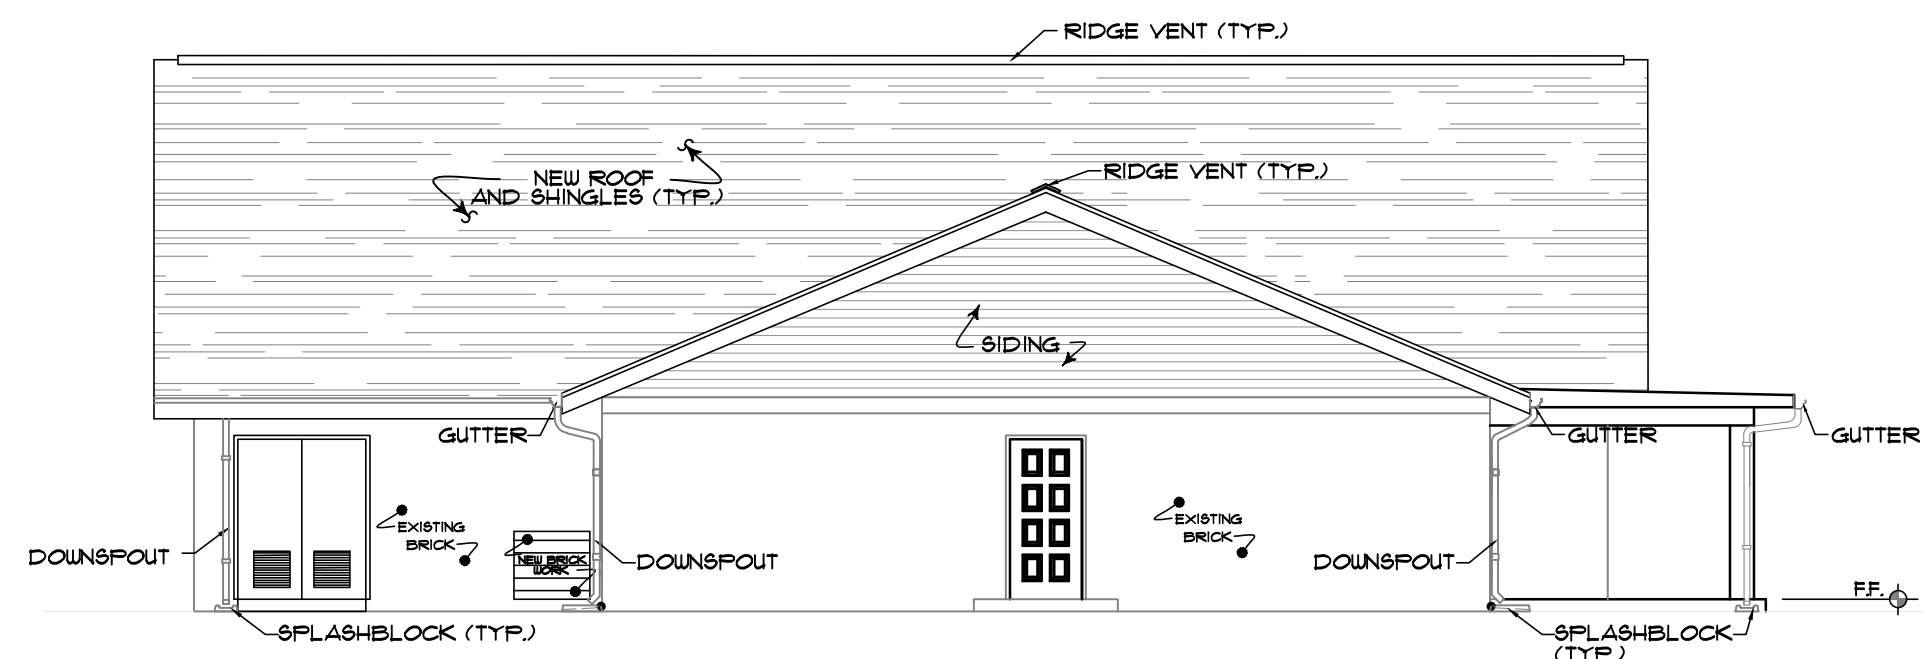 RIDGE VENT (TYP.)
RIDGE VENT (TYP.)
NEW ROOF
AND SHINGLES (TYP.)
SIDING
GUTTER
GUTTER
GUTTER
EXISTING
BRICK
EXISTING
BRICK
DOWNSPOUT
NEW BRICK
WORK
DOWNSPOUT
DOWNSPOUT
F.F.
SPLASHBLOCK (TYP.)
SPLASHBLOCK
(TYP.)